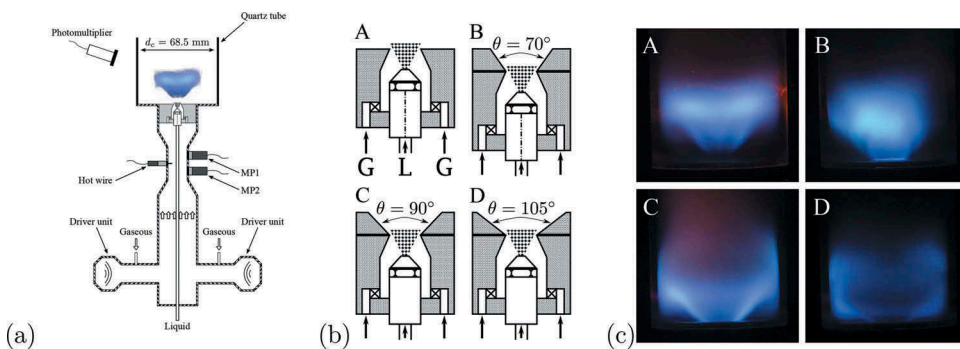 Photomultiplier
Quartz tube
d_c = 68.5 mm
Hot wire
MP1
MP2
Driver unit
Gaseous
Gaseous
Driver unit
Liquid
(a)
A
B
θ = 70°
G
L
G
C
θ = 90°
D
θ = 105°
(b)
A
B
C
D
(c)